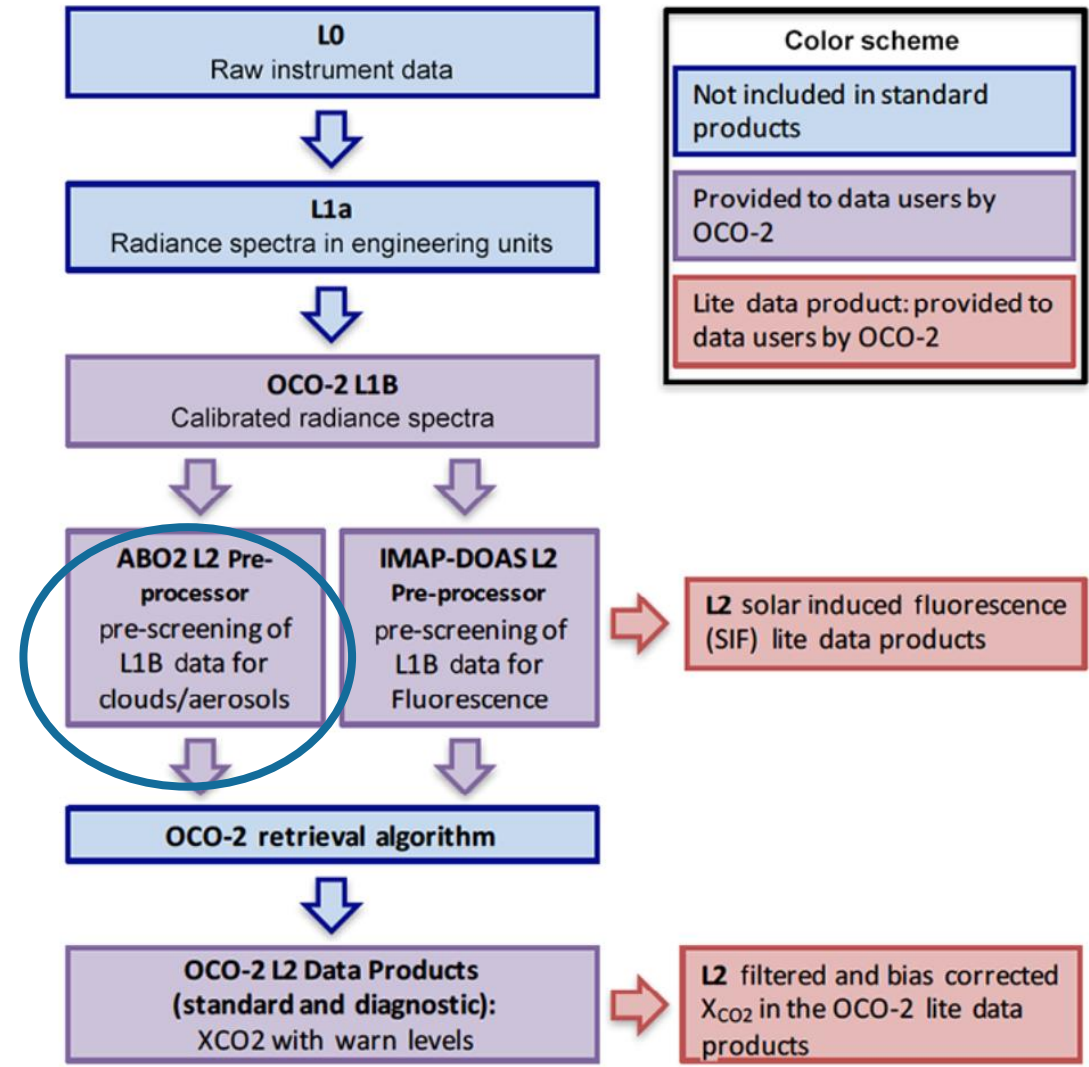 L0
Raw instrument data
L1a
Radiance spectra in engineering units
OCO-2 L1B
Calibrated radiance spectra
ABO2 L2 Pre-
processor
pre-screening of
L1B data for
clouds/aerosols
IMAP-DOAS L2
Pre-processor
pre-screening of
L1B data for
Fluorescence
L2 solar induced fluorescence
(SIF) lite data products
OCO-2 retrieval algorithm
OCO-2 L2 Data Products
(standard and diagnostic):
XCO2 with warn levels
L2 filtered and bias corrected
XCO2 in the OCO-2 lite data
products
Color scheme
Not included in standard
products
Provided to data users by
OCO-2
Lite data product: provided to
data users by OCO-2